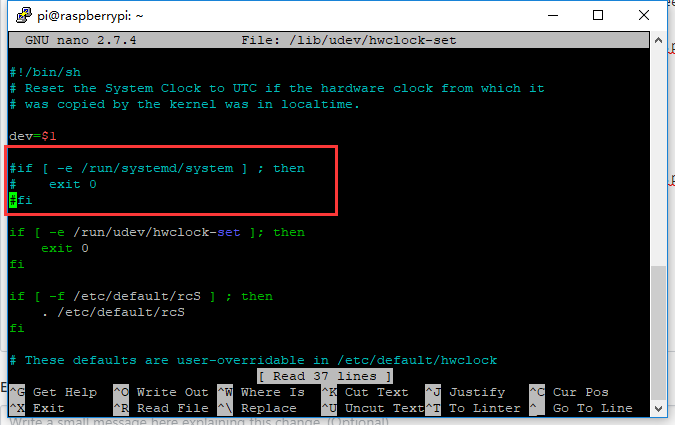 pi@raspberrypi: ~
GNU nano 2.7.4 File: /lib/udev/hwclock-set
#!/bin/sh
# Reset the System Clock to UTC if the hardware clock from which it
# was copied by the kernel was in localtime.
dev=$1
#if [ -e /run/systemd/system ] ; then
#    exit 0
#fi
if [ -e /run/udev/hwclock-set ]; then
    exit 0
fi
if [ -f /etc/default/rcS ] ; then
    . /etc/default/rcS
fi
# These defaults are user-overridable in /etc/default/hwclock
[ Read 37 lines ]
^G Get Help ^O Write Out ^W Where Is ^K Cut Text ^J Justify ^C Cur Pos
^X Exit ^R Read File ^\ Replace ^U Uncut Text ^T To Linter ^_ Go To Line
Write a small message here explaining this change. (Optional)